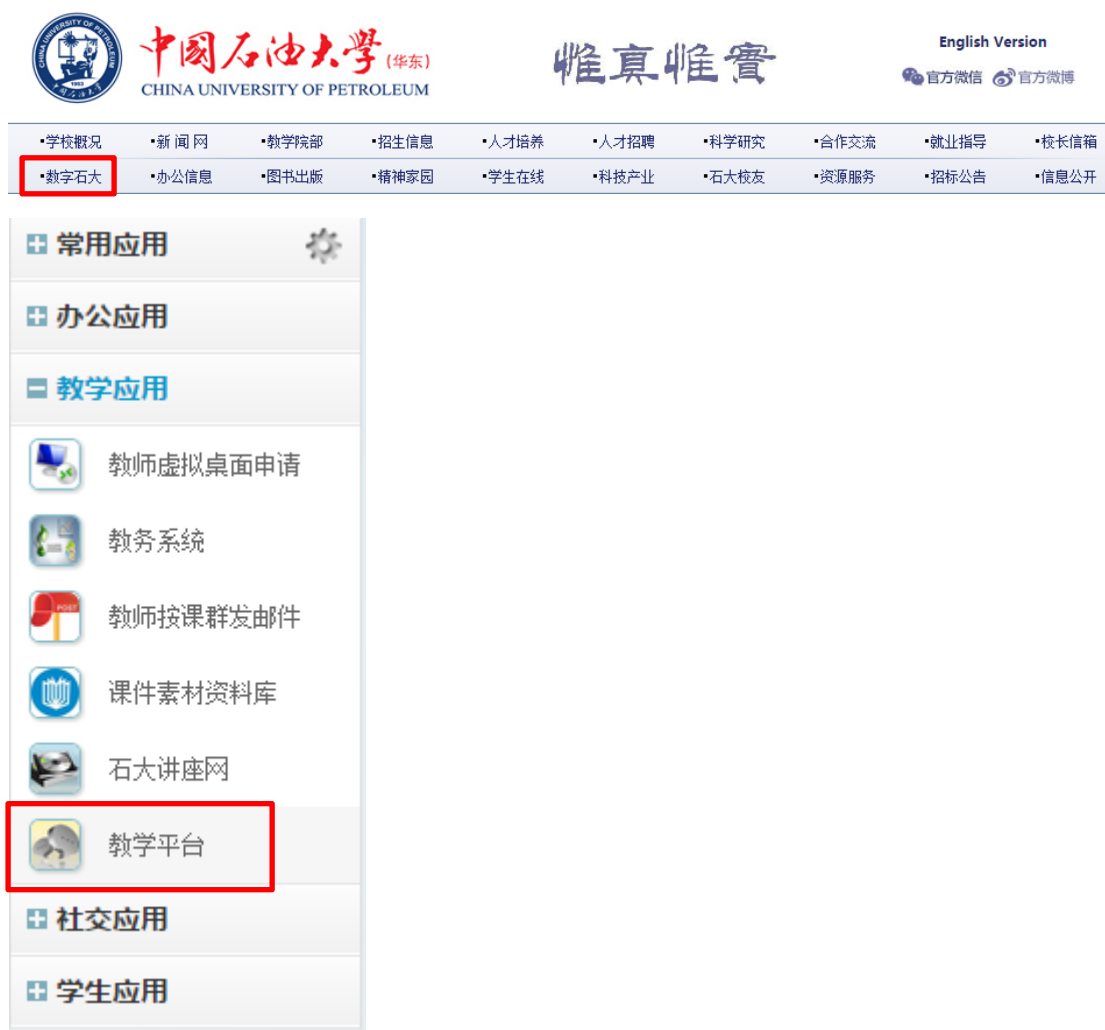 中國石油大學(华东)
CHINA UNIVERSITY OF PETROLEUM
惟真惟實
English Version
官方微信 官方微博
·学校概况 ·新闻网 ·教学院部 ·招生信息 ·人才培养 ·人才招聘 ·科学研究 ·合作交流 ·就业指导 ·校长信箱
·数字石大 ·办公信息 ·图书出版 ·精神家园 ·学生在线 ·科技产业 ·石大校友 ·资源服务 ·招标公告 ·信息公开
常用应用
办公应用
教学应用
教师虚拟桌面申请
教务系统
POST
教师按课群发邮件
课件素材资料库
石大讲座网
教学平台
社交应用
学生应用